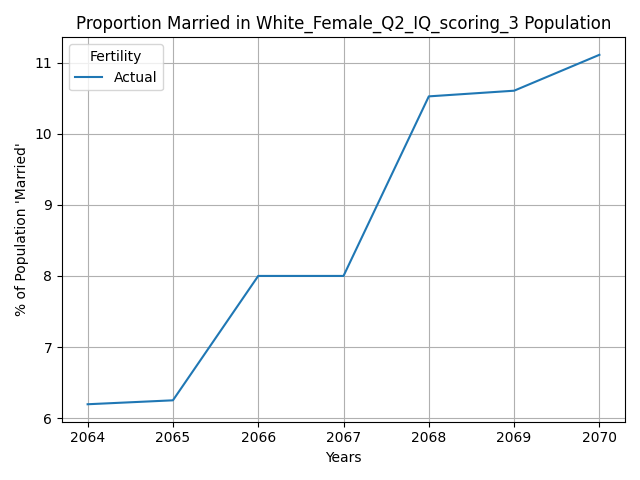 Proportion Married in White_Female_Q2_IQ_scoring_3 Population
Fertility
Actual
% of Population 'Married'
11
10
9
8
7
6
2064 2065 2066 2067 2068 2069 2070
Years